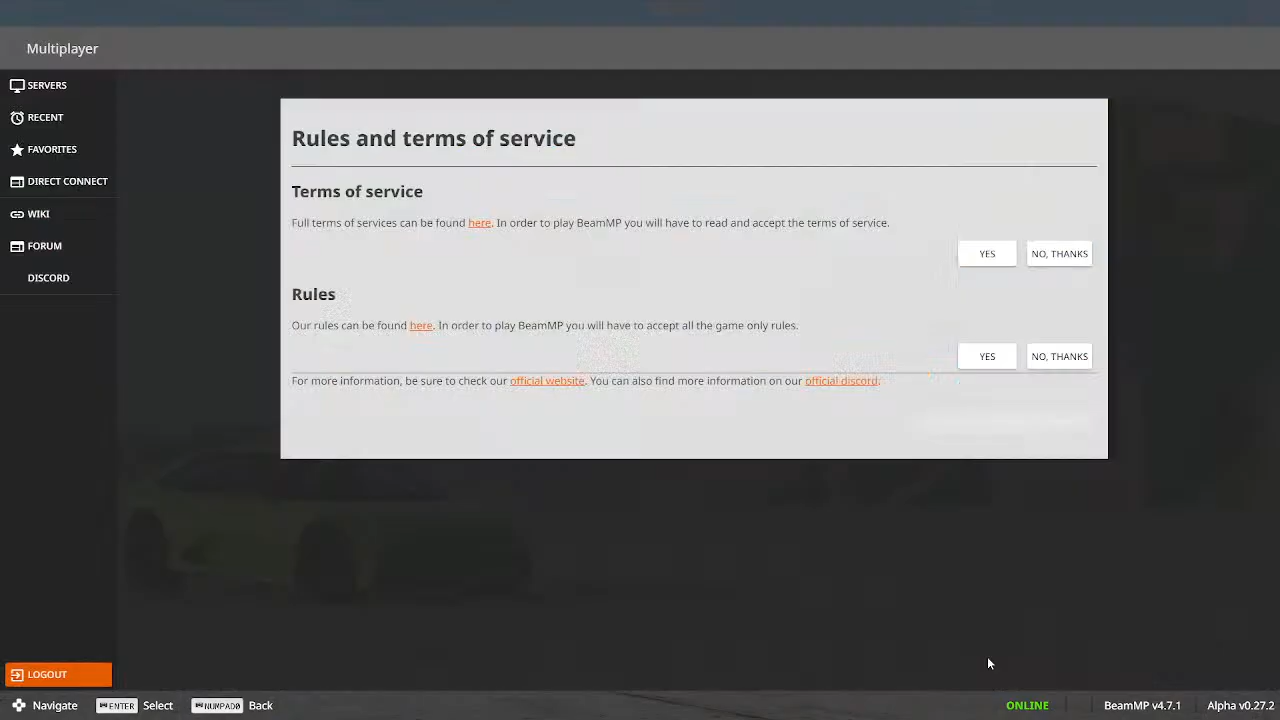 Multiplayer
SERVERS
RECENT
FAVORITES
DIRECT CONNECT
WIKI
FORUM
DISCORD
Rules and terms of service
Terms of service
Full terms of services can be found here. In order to play BeamMP you will have to read and accept the terms of service.
YES NO, THANKS
Rules
Our rules can be found here. In order to play BeamMP you will have to accept all the game only rules.
YES NO, THANKS
For more information, be sure to check our official website. You can also find more information on our official discord.
LOGOUT
Navigate ENTER Select NUMPAD0 Back ONLINE BeamMP v4.7.1 Alpha v0.27.2